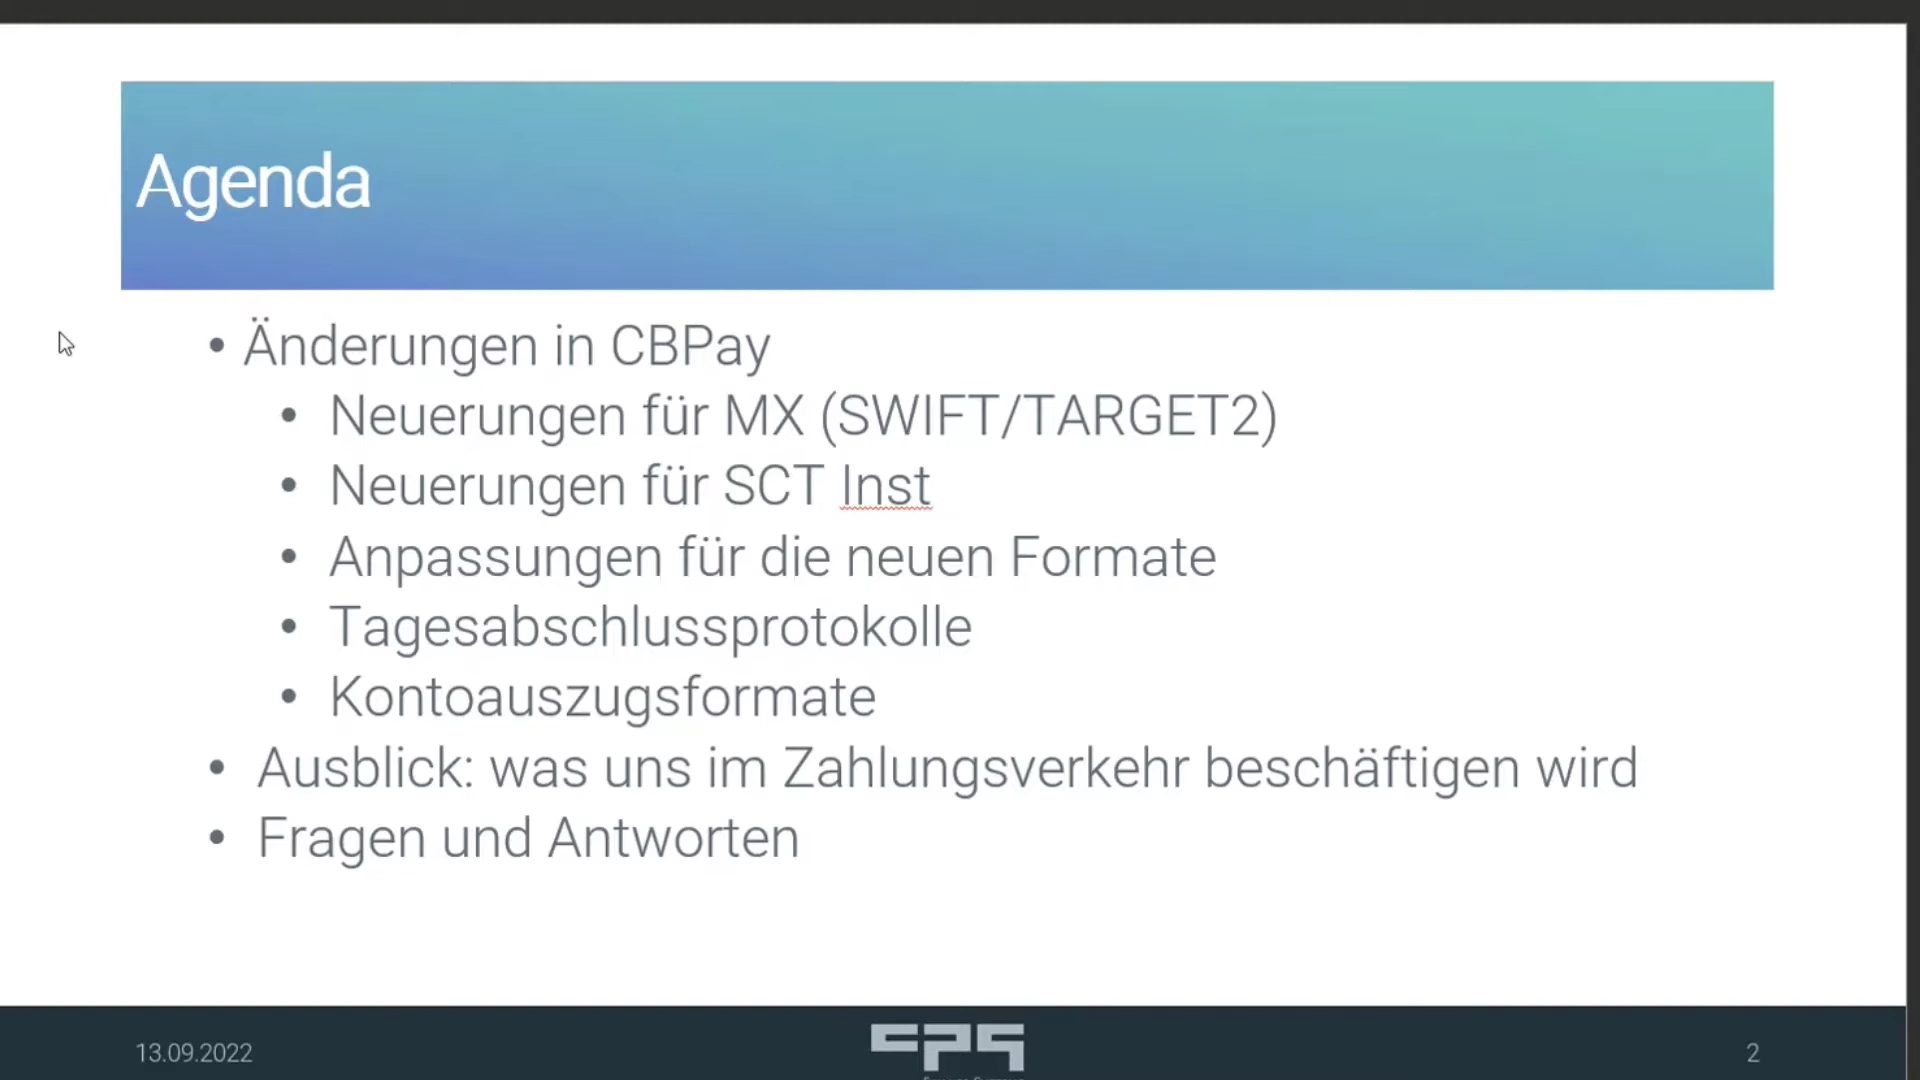 Agenda
• Änderungen in CBPay
• Neuerungen für MX (SWIFT/TARGET2)
• Neuerungen für SCT Inst
• Anpassungen für die neuen Formate
• Tagesabschlussprotokolle
• Kontoauszugsformate
• Ausblick: was uns im Zahlungsverkehr beschäftigen wird
• Fragen und Antworten
13.09.2022
CPS
2